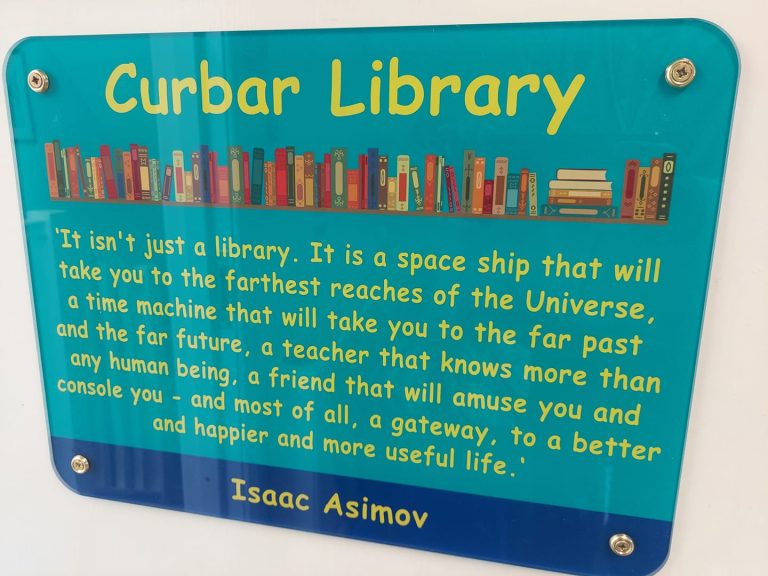 Curbar Library
'It isn't just a library. It is a space ship that will
take you to the farthest reaches of the Universe,
a time machine that will take you to the far past
and the far future, a teacher that knows more than
any human being, a friend that will amuse you and
console you - and most of all, a gateway, to a better
and happier and more useful life.'
Isaac Asimov